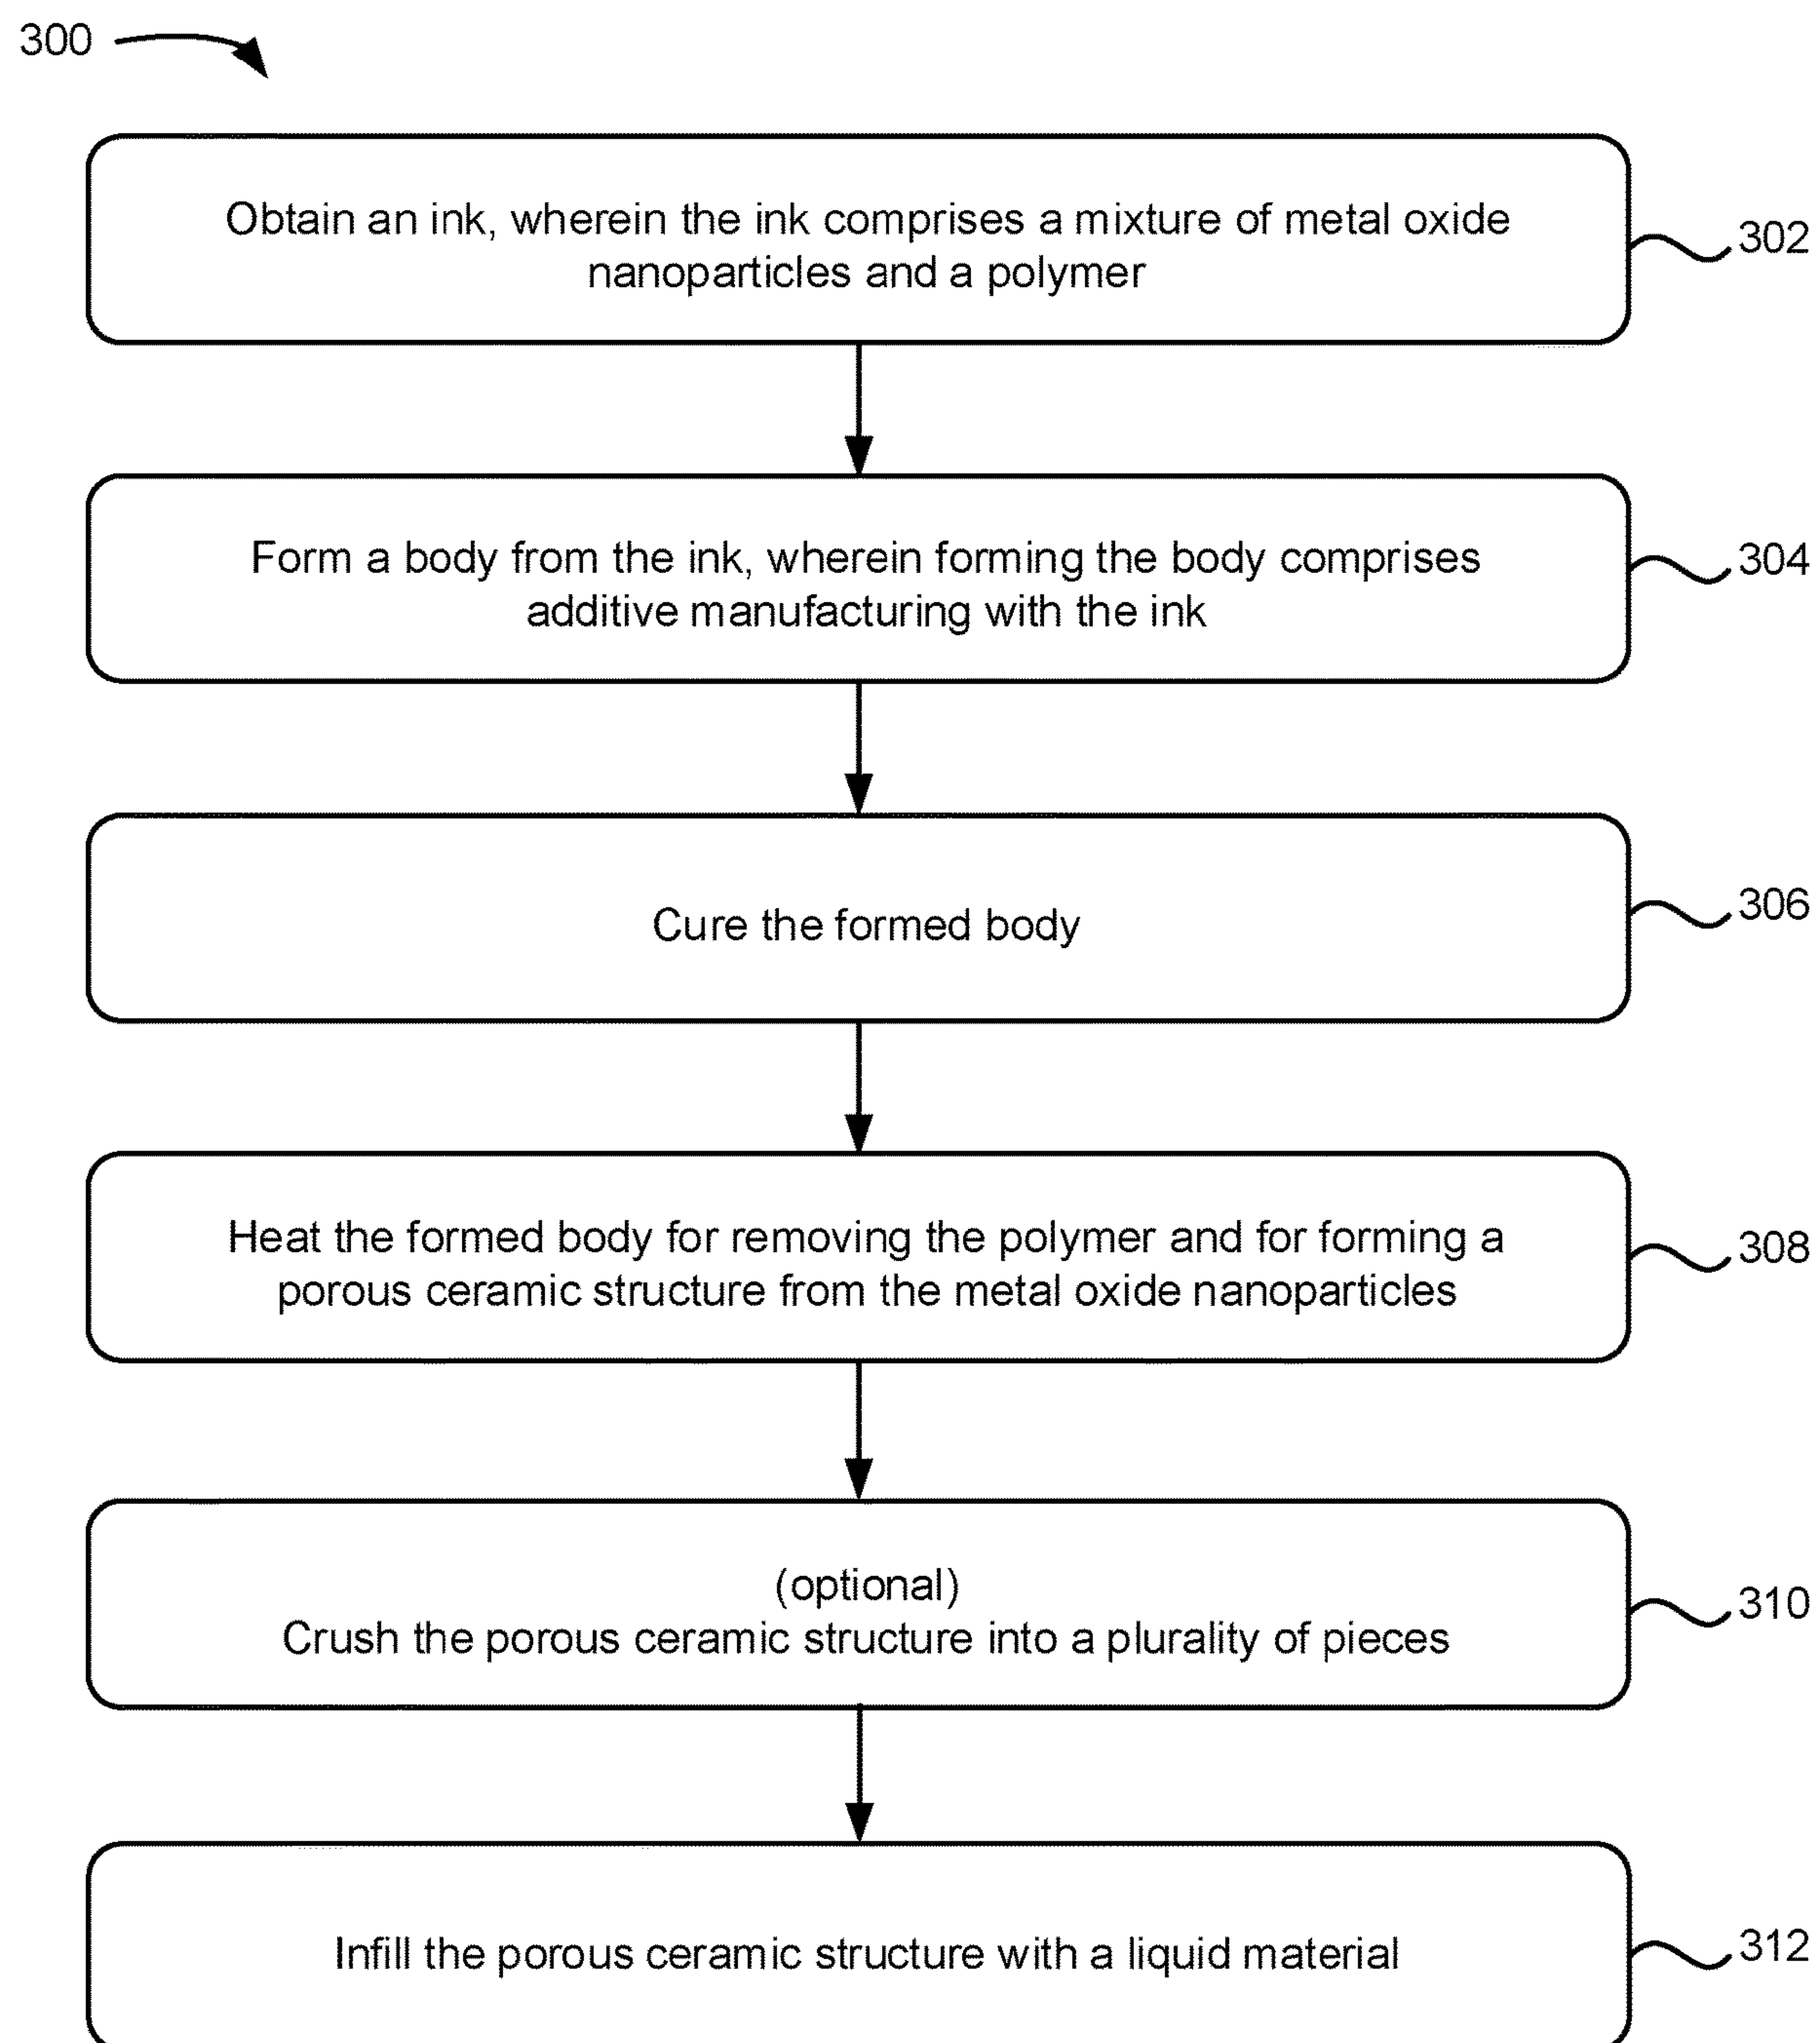 300
Obtain an ink, wherein the ink comprises a mixture of metal oxide
nanoparticles and a polymer
302
Form a body from the ink, wherein forming the body comprises
additive manufacturing with the ink
304
Cure the formed body
306
Heat the formed body for removing the polymer and for forming a
porous ceramic structure from the metal oxide nanoparticles
308
(optional)
Crush the porous ceramic structure into a plurality of pieces
310
Infill the porous ceramic structure with a liquid material
312